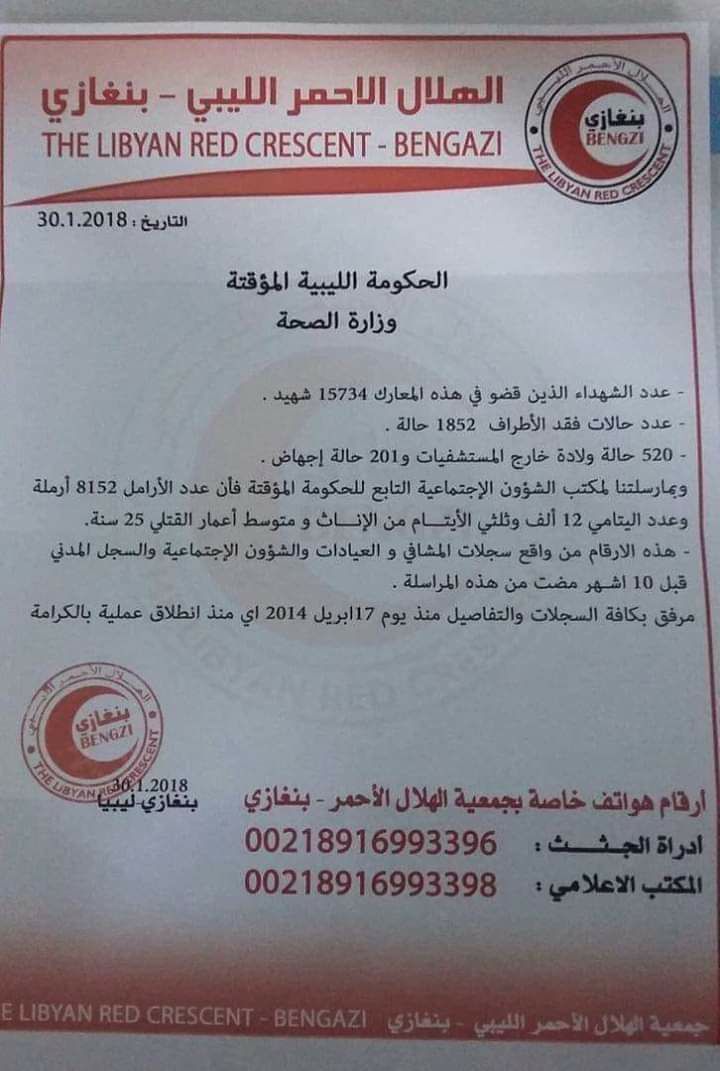 الهلال الاحمر الليبي - بنغازي
THE LIBYAN RED CRESCENT - BENGAZI
الهلال الأحمر الليبي
بنغازي
BENGZI
THE LIBYAN RED CRESCENT
التاريخ : 30.1.2018
الحكومة الليبية المؤقتة
وزارة الصحة
- عدد الشهداء الذين قضو في هذه المعارك 15734 شهيد .
- عدد حالات فقد الأطراف 1852 حالة .
- 520 حالة ولادة خارج المستشفيات و201 حالة إجهاض .
وبمارسلتنا لمكتب الشؤون الإجتماعية التابع للحكومة المؤقتة فأن عدد الأرامل 8152 أرملة
وعدد اليتامي 12 ألف وثلثي الأيتـــام من الإنـــاث و متوسط أعمار القتلي 25 سنة.
- هذه الارقام من واقع سجلات المشافي و العيادات والشؤون الإجتماعية والسجل المدني
قبل 10 اشهر مضت من هذه المراسلة .
مرفق بكافة السجلات والتفاصيل منذ يوم 17ابريل 2014 اي منذ انطلاق عملية بالكرامة
الهلال الأحمر الليبي
بنغازي
BENGZI
THE LIBYAN RED CRESCENT
30.1.2018
بنغازي-ليبيا
أرقام هواتف خاصة بجمعية الهلال الأحمر - بنغازي
أدراة الجـــثـــث : 00218916993396
المكتب الاعلامي : 00218916993398
E LIBYAN RED CRESCENT - BENGAZI جمعية الهلال الأحمر الليبي - بنغازي